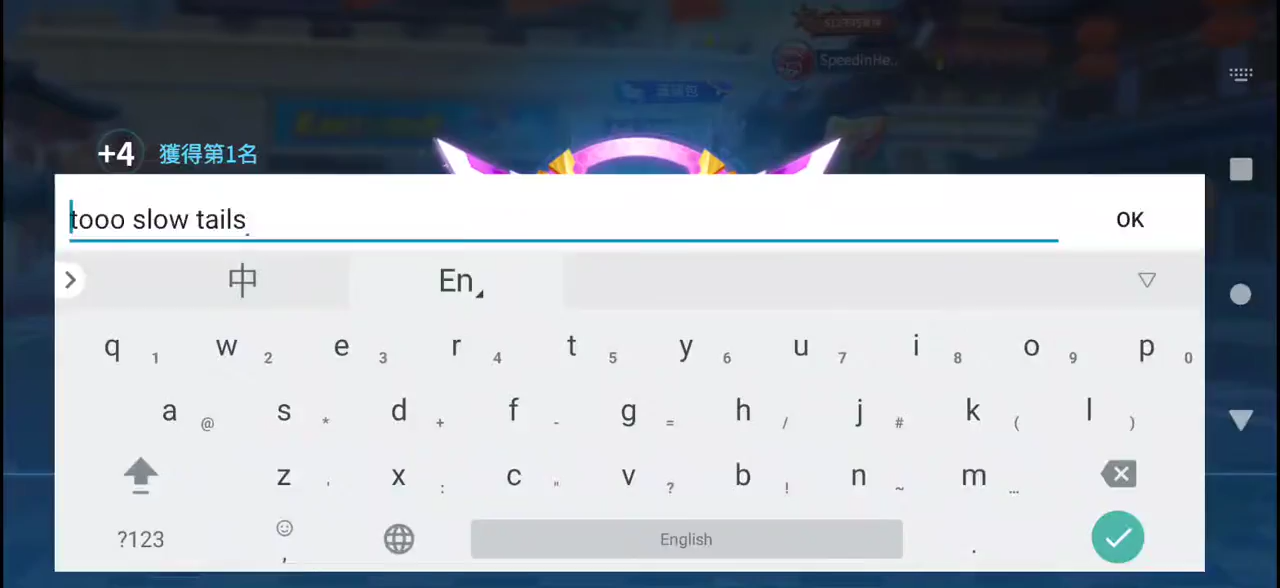 SpeedinHe..
+4 獲得第1名
tooo slow tails
OK
中 En
q 1 w 2 e 3 r 4 t 5 y 6 u 7 i 8 o 9 p 0
a @ s * d + f - g = h / j # k ( l )
z ' x : c " v ? b ! n ~ m …
?123 , English .